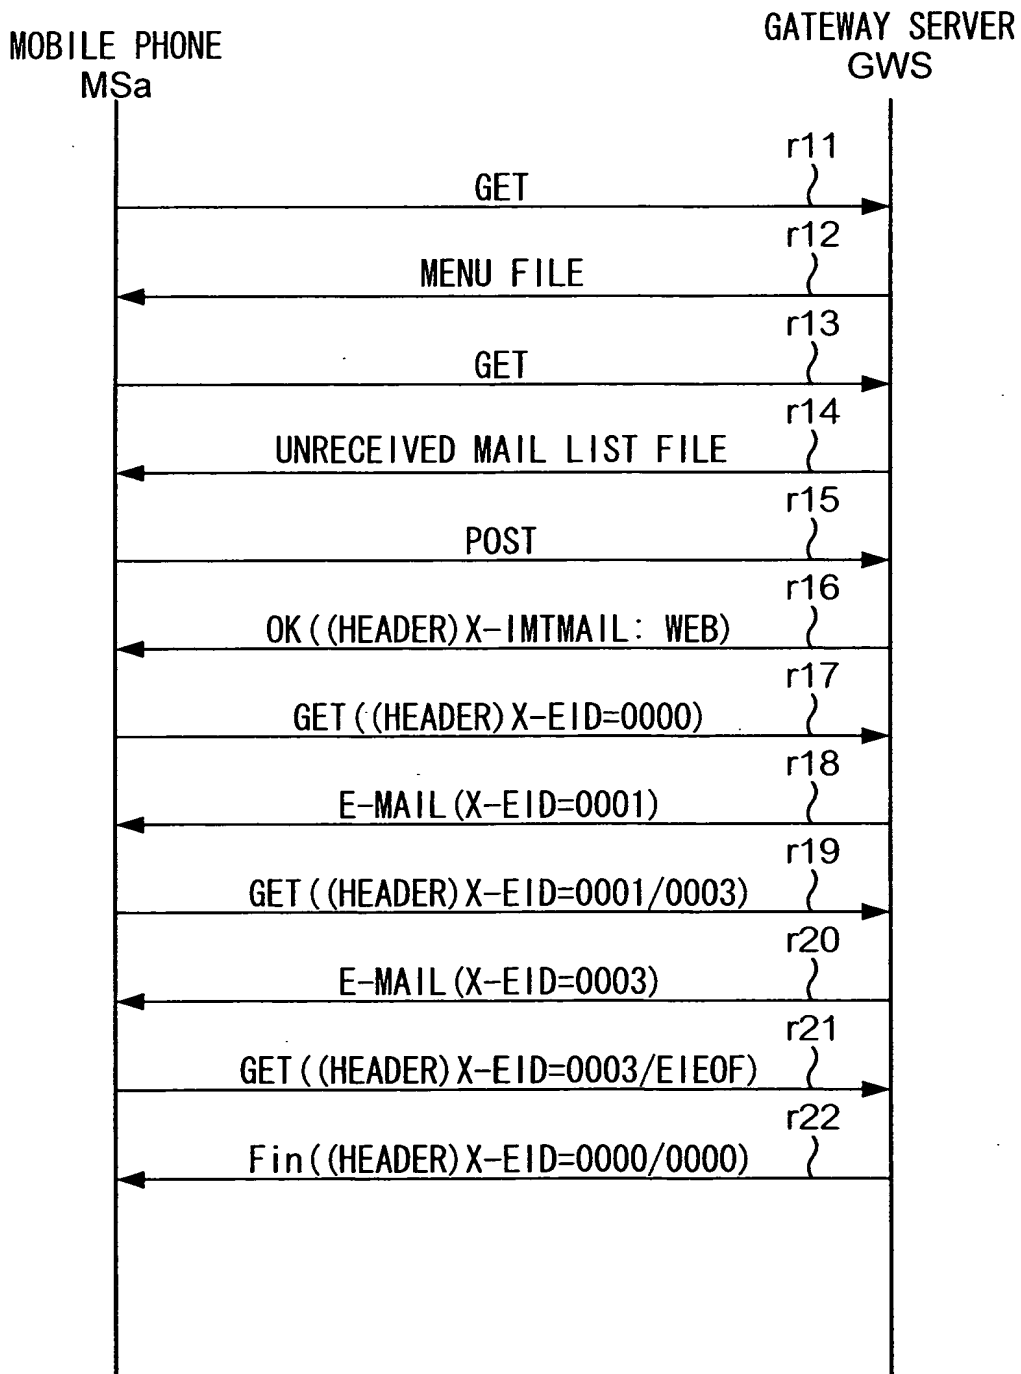 MOBILE PHONE
MSa
GATEWAY SERVER
GWS
r11
GET
r12
MENU FILE
r13
GET
r14
UNRECEIVED MAIL LIST FILE
r15
POST
r16
OK((HEADER)X-IMTMAIL: WEB)
r17
GET((HEADER)X-EID=0000)
r18
E-MAIL(X-EID=0001)
r19
GET((HEADER)X-EID=0001/0003)
r20
E-MAIL(X-EID=0003)
r21
GET((HEADER)X-EID=0003/EIEOF)
r22
Fin((HEADER)X-EID=0000/0000)